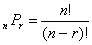 ₙPᵣ = n! / (n − r)!